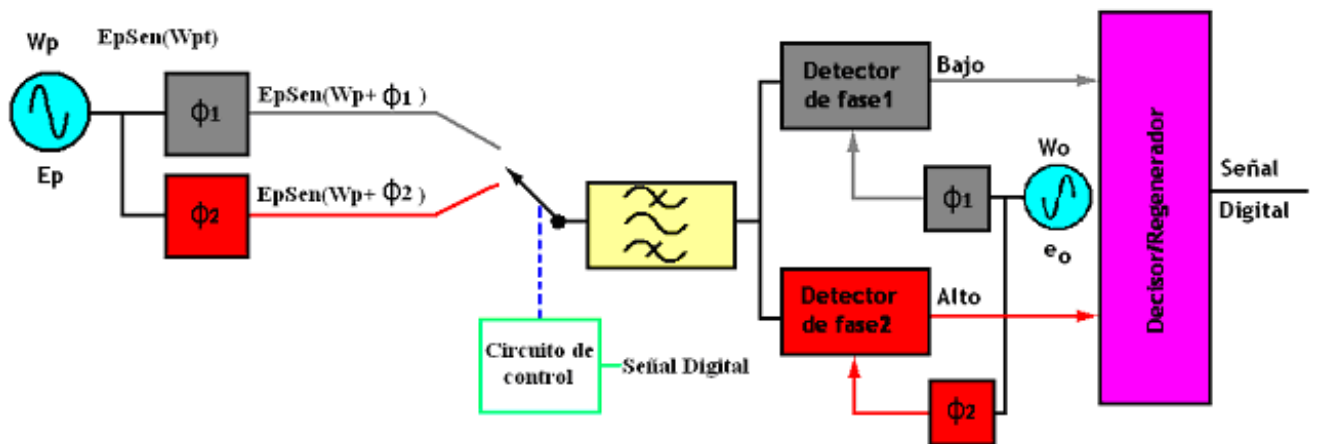 Wp
EpSen(Wpt)
Ep
ϕ1
EpSen(Wp+ ϕ1 )
ϕ2
EpSen(Wp+ ϕ2 )
Circuito de
control
Señal Digital
Detector
de fase1
Bajo
ϕ1
Wo
eo
Detector
de fase2
Alto
ϕ2
Decisor/Regenerador
Señal
Digital